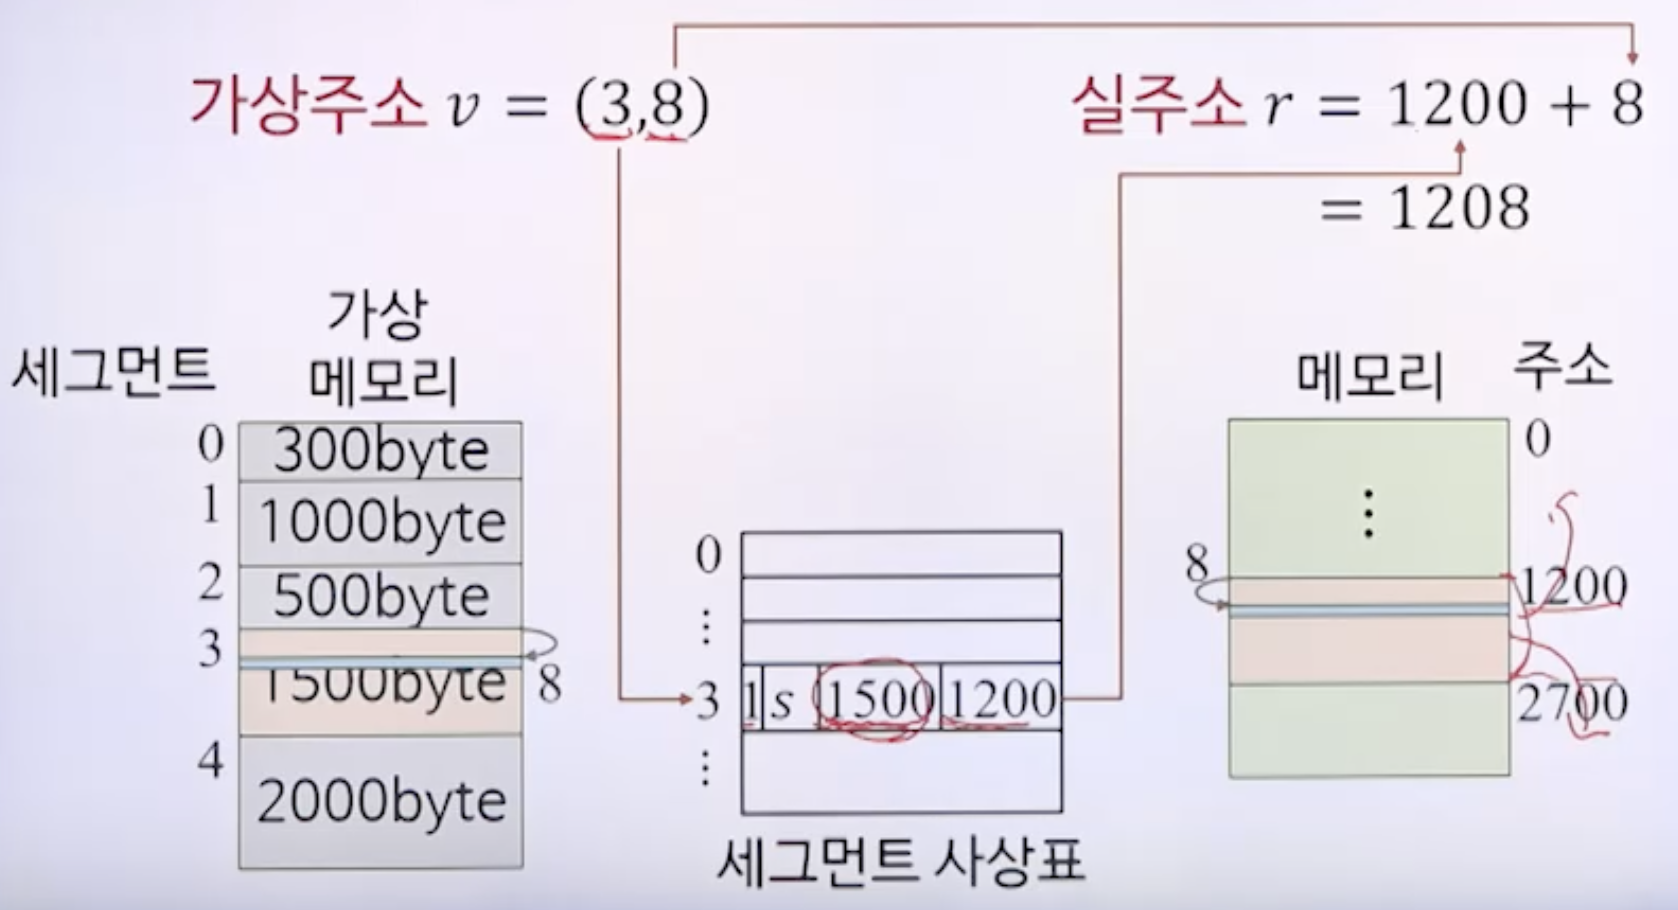 가상주소 v = (3,8)
실주소 r = 1200 + 8
= 1208
세그먼트
가상
메모리
0 300byte
1 1000byte
2 500byte
3 1500byte 8
4 2000byte
0
⋮
3 1 s 1500 1200
⋮
세그먼트 사상표
메모리 주소
0
⋮
8 1200
2700